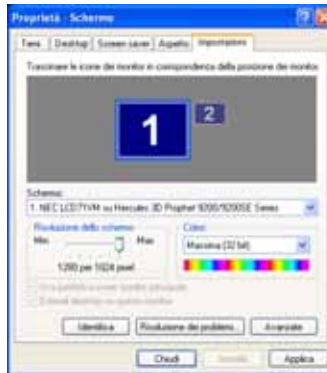 Proprietà - Schermo
Temi Desktop Screen saver Aspetto Impostazioni
Trascinare le icone dei monitor in corrispondenza della posizione dei monitor.
1 2
Schermo:
1. NEC LCD71VM su Hercules 3D Prophet 9200/9200SE Series
Risoluzione dello schermo
Min Max
1280 per 1024 pixel
Colori
Massima (32 bit)
Identifica Risoluzione dei problemi... Avanzate
Chiudi Annulla Applica